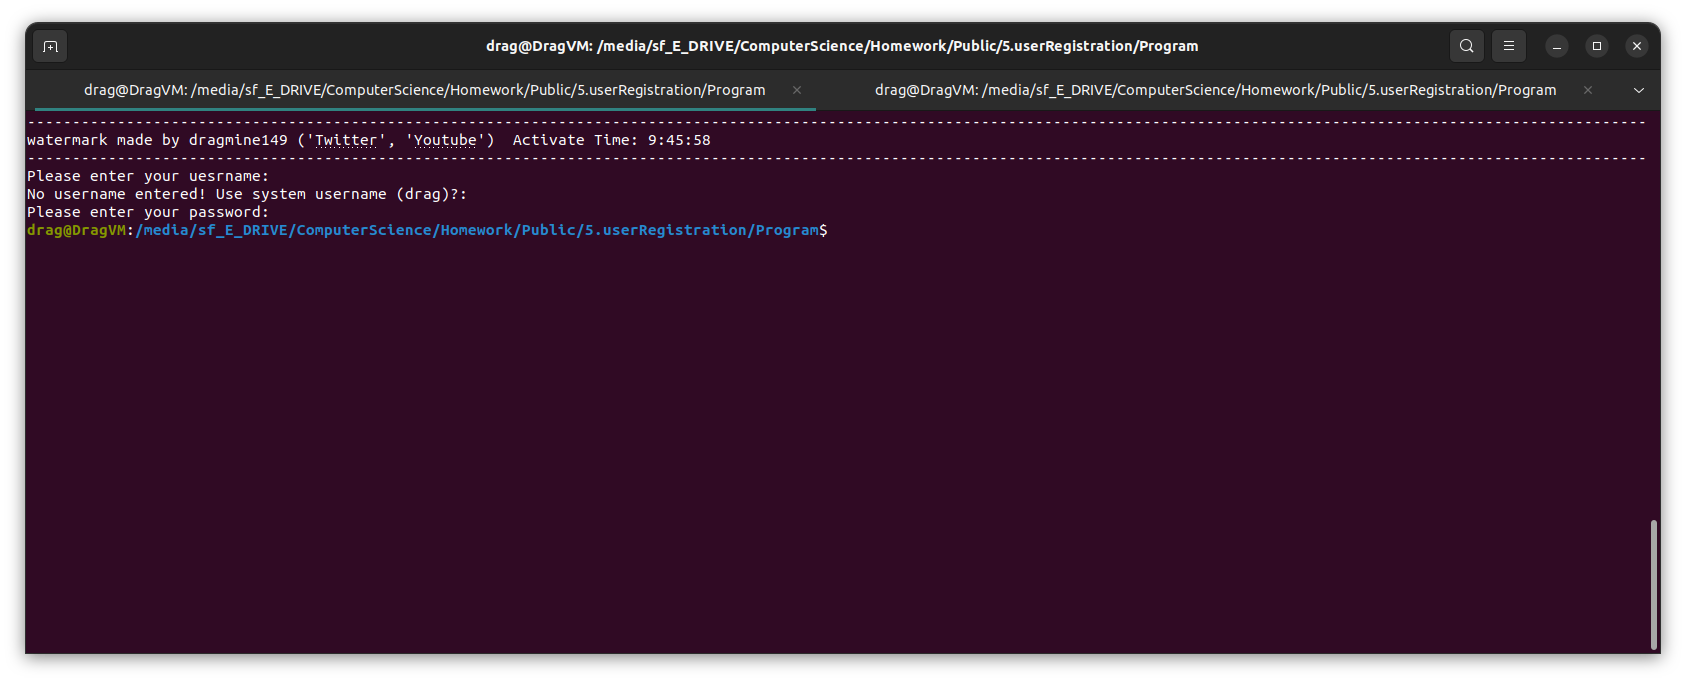 drag@DragVM: /media/sf_E_DRIVE/ComputerScience/Homework/Public/5.userRegistration/Program
drag@DragVM: /media/sf_E_DRIVE/ComputerScience/Homework/Public/5.userRegistration/Program × drag@DragVM: /media/sf_E_DRIVE/ComputerScience/Homework/Public/5.userRegistration/Program ×
------------------------------------------------------------------------------------------------------------------------------------------------------------------------------------
watermark made by dragmine149 ('Twitter', 'Youtube')  Activate Time: 9:45:58
------------------------------------------------------------------------------------------------------------------------------------------------------------------------------------
Please enter your uesrname:
No username entered! Use system username (drag)?:
Please enter your password:
drag@DragVM:/media/sf_E_DRIVE/ComputerScience/Homework/Public/5.userRegistration/Program$